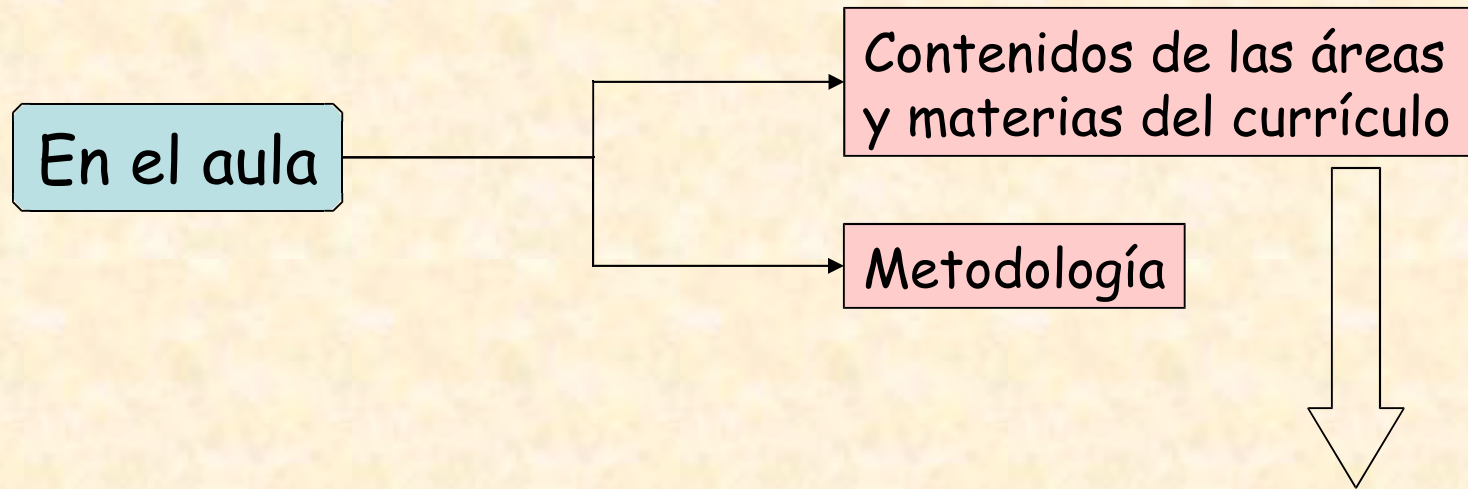 En el aula
Contenidos de las áreas
y materias del currículo
Metodología